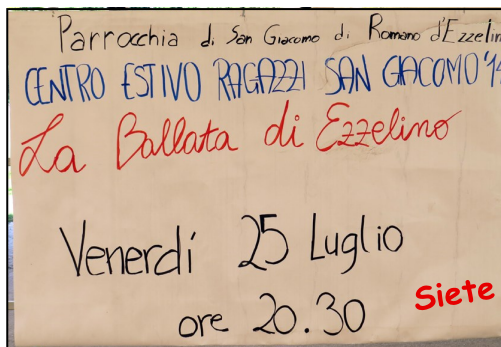 Parrocchia di San Giacomo di Romano d'Ezzelin
CENTRO ESTIVO RAGAZZI SAN GIACOMO '14
La Ballata di Ezzelino
Venerdí 25 Luglio
ore 20.30
Siete